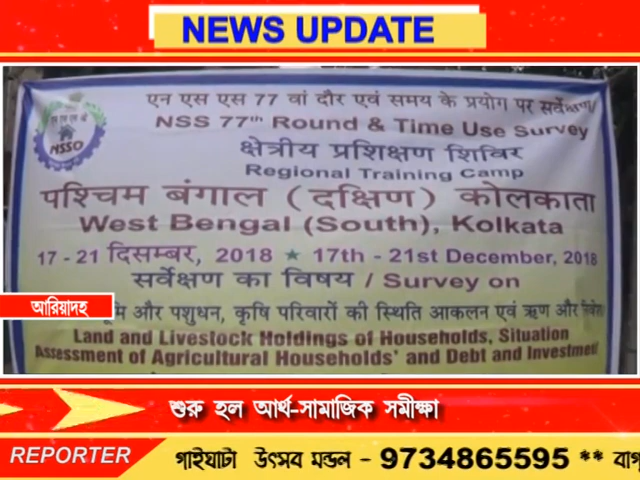 NEWS UPDATE
एन एस एस 77 वां दौर एवं समय के प्रयोग पर सर्वेक्षण/
NSS 77th Round & Time Use Survey
NSSO
क्षेत्रीय प्रशिक्षण शिविर
Regional Training Camp
पश्चिम बंगाल (दक्षिण) कोलकाता
West Bengal (South), Kolkata
17 - 21 दिसम्बर, 2018 ★ 17th - 21st December, 2018
सर्वेक्षण का विषय / Survey on
আরিয়াদহ
और पशुधन, कृषि परिवारों की स्थिति आकलन एवं ऋण और
Land and Livestock Holdings of Households, Situation
Assessment of Agricultural Households' and Debt and Investment
শুরু হল আর্থ-সামাজিক সমীক্ষা
REPORTER
গাইঘাটা উৎসব মন্ডল - 9734865595 ** বাগ